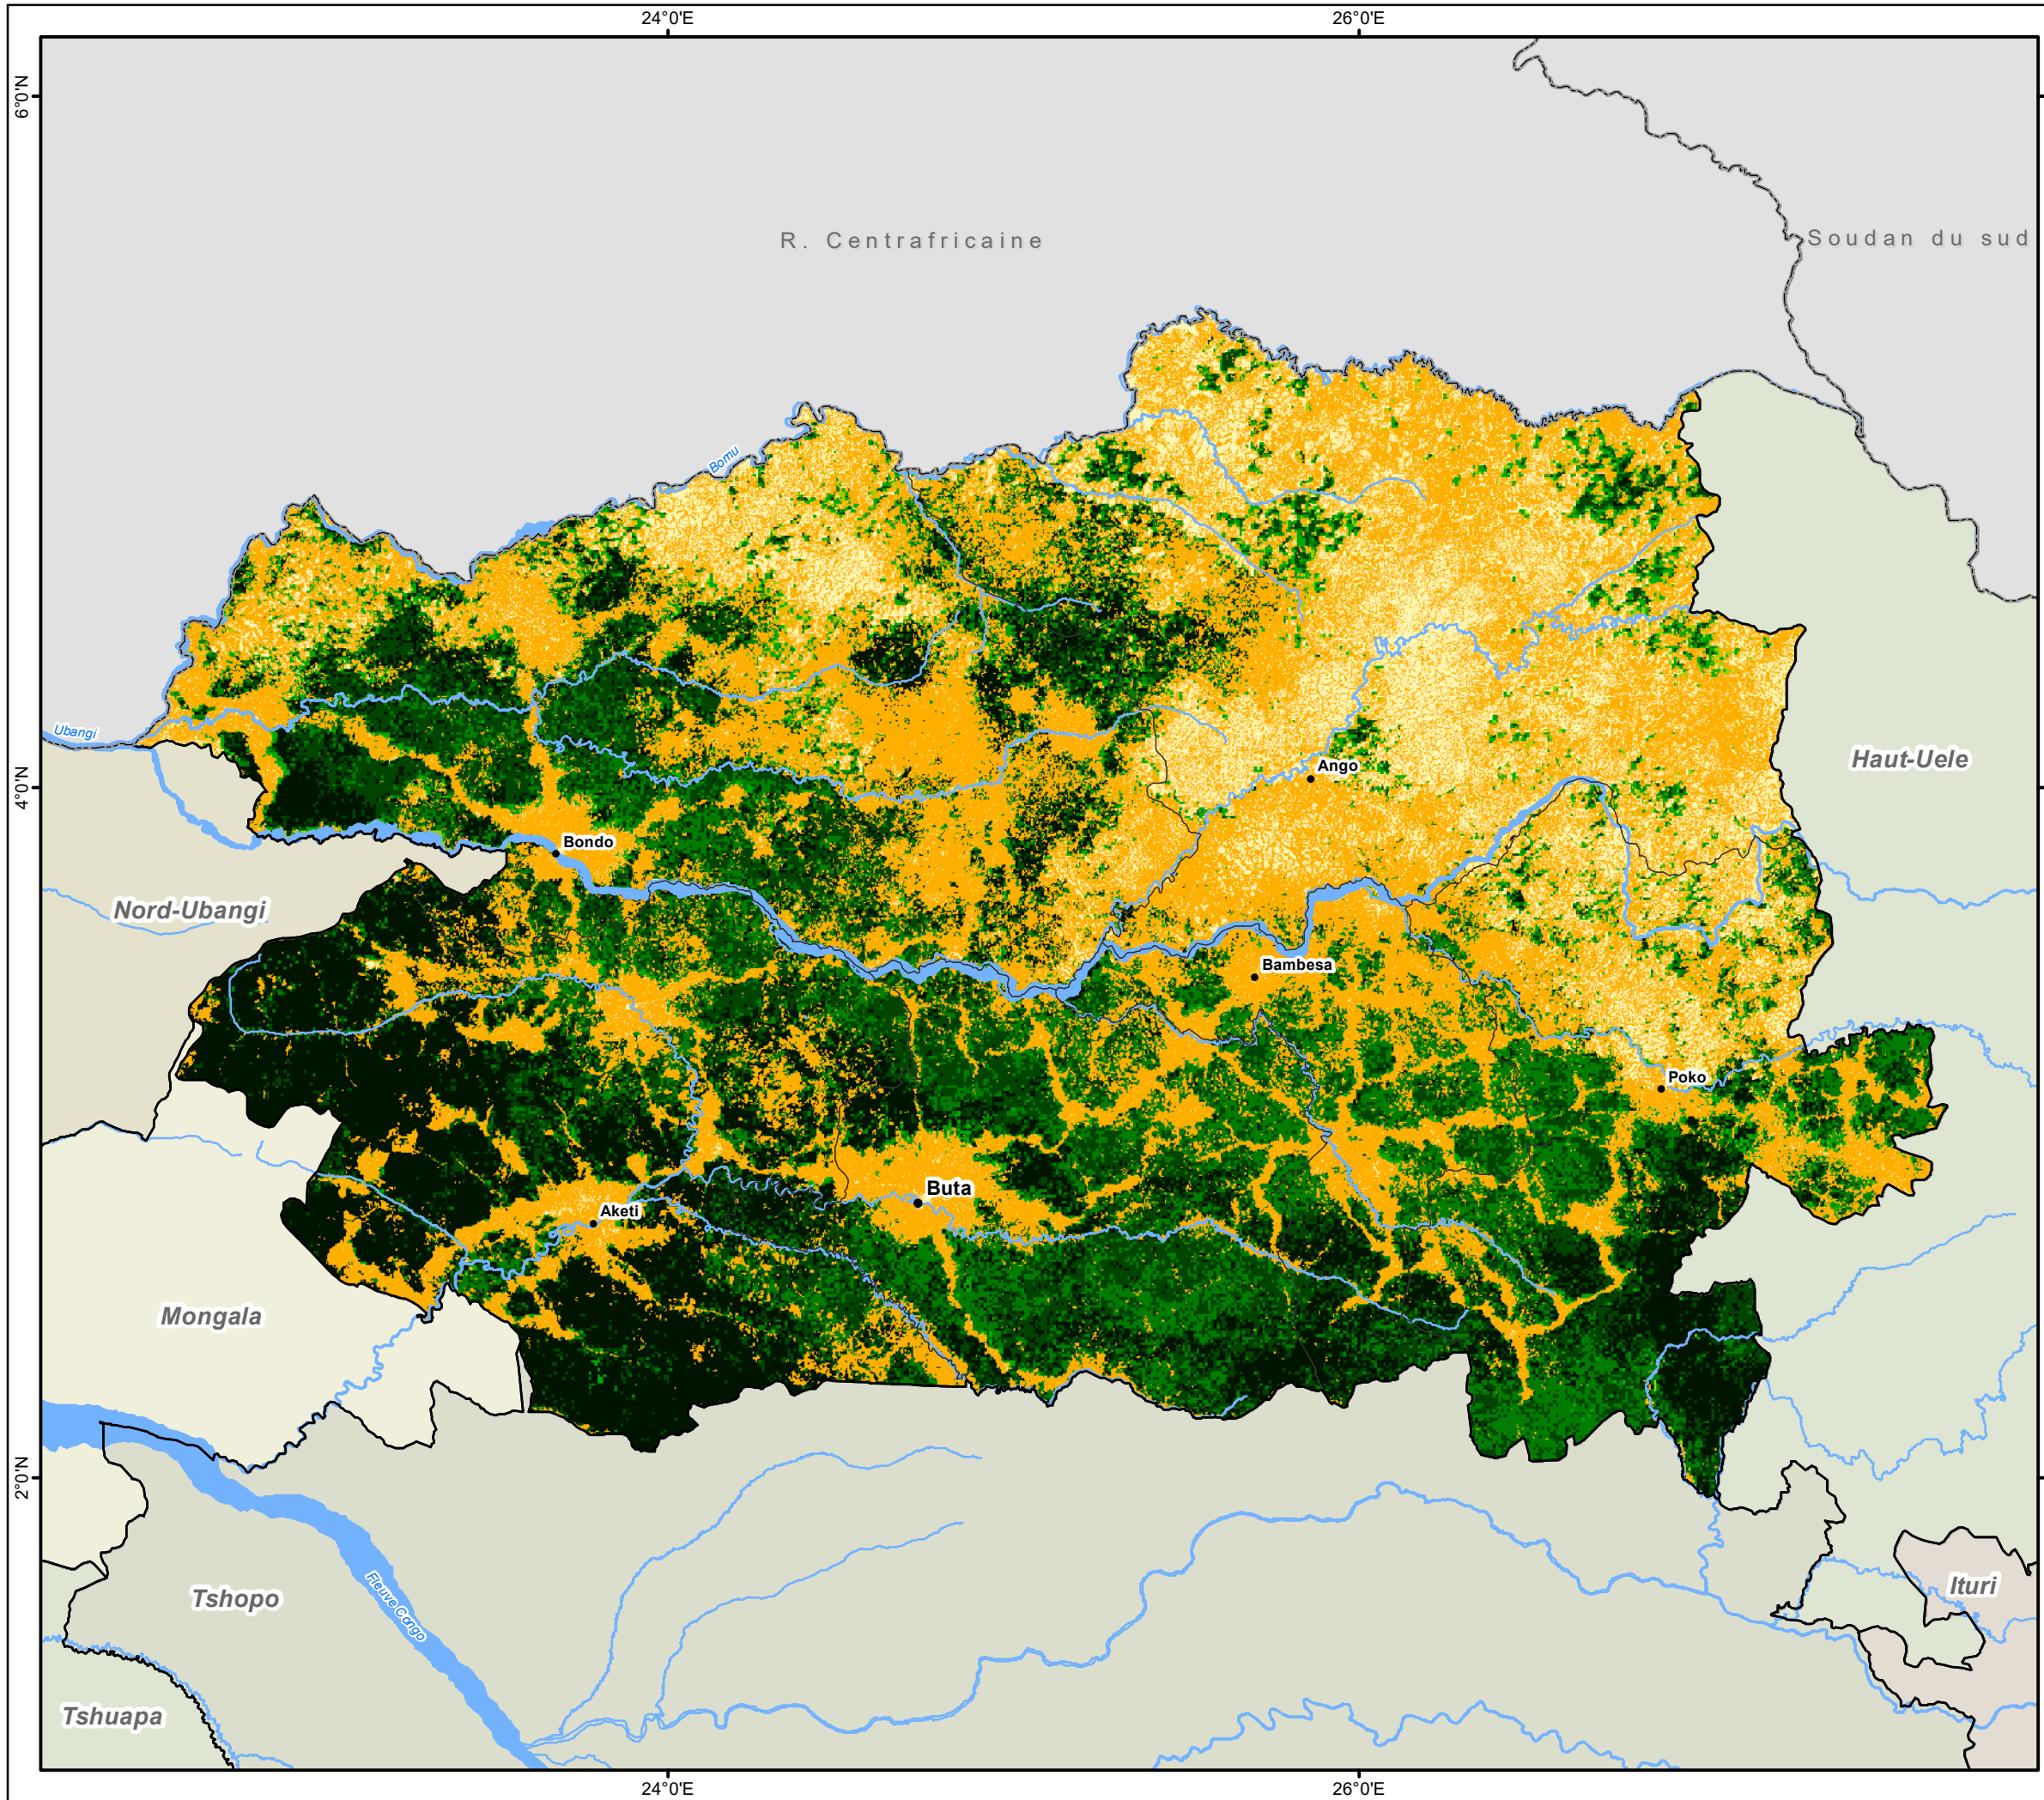 24°0'E 26°0'E
6°0'N
R. Centrafricaine
Soudan du sud
Bomu
Ubangi
4°0'N
Ango
Haut-Uele
Bondo
Nord-Ubangi
Bambesa
Poko
Buta
Aketi
Mongala
2°0'N
Fleuve Congo
Tshopo
Ituri
Tshuapa
24°0'E 26°0'E